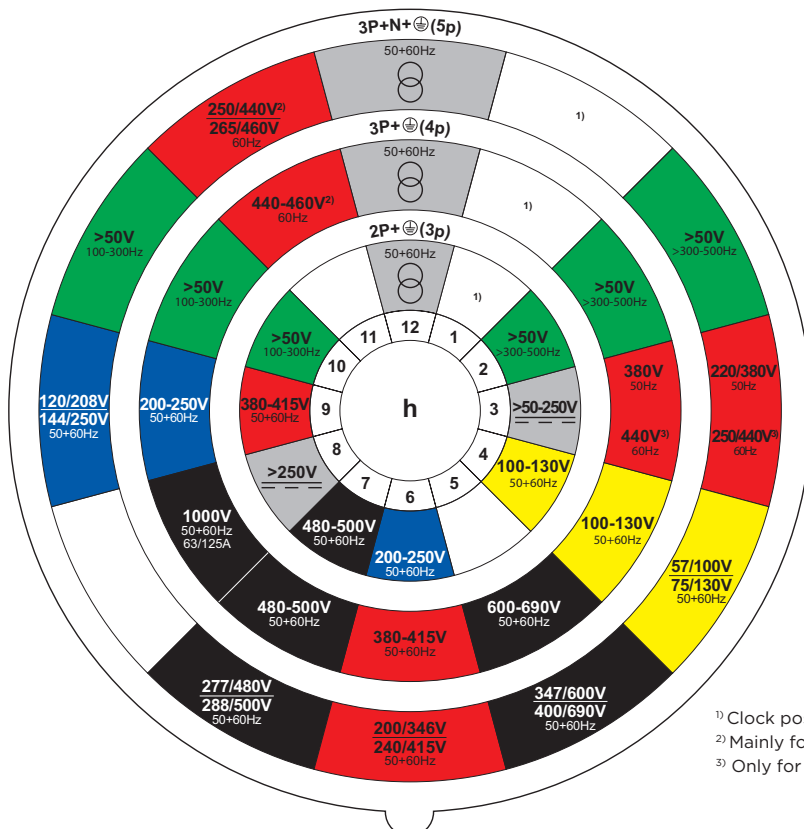 3P+N+⏚(5p)
50+60Hz
1)
>50V
>300-500Hz
220/380V
50Hz
250/440V³⁾
60Hz
57/100V
75/130V
50+60Hz
347/600V
400/690V
50+60Hz
200/346V
240/415V
50+60Hz
277/480V
288/500V
50+60Hz
120/208V
144/250V
50+60Hz
>50V
100-300Hz
250/440V²⁾
265/460V
60Hz
3P+⏚(4p)
50+60Hz
1)
>50V
>300-500Hz
380V
50Hz
440V³⁾
60Hz
100-130V
50+60Hz
600-690V
50+60Hz
380-415V
50+60Hz
480-500V
50+60Hz
1000V
50+60Hz
63/125A
200-250V
50+60Hz
>50V
100-300Hz
440-460V²⁾
60Hz
2P+⏚(3p)
50+60Hz
1)
>50V
>300-500Hz
>50-250V
100-130V
50+60Hz
200-250V
50+60Hz
480-500V
50+60Hz
>250V
380-415V
50+60Hz
>50V
100-300Hz
12
1
2
3
4
5
6
7
8
9
10
11
h
¹⁾ Clock po
²⁾ Mainly fo
³⁾ Only for